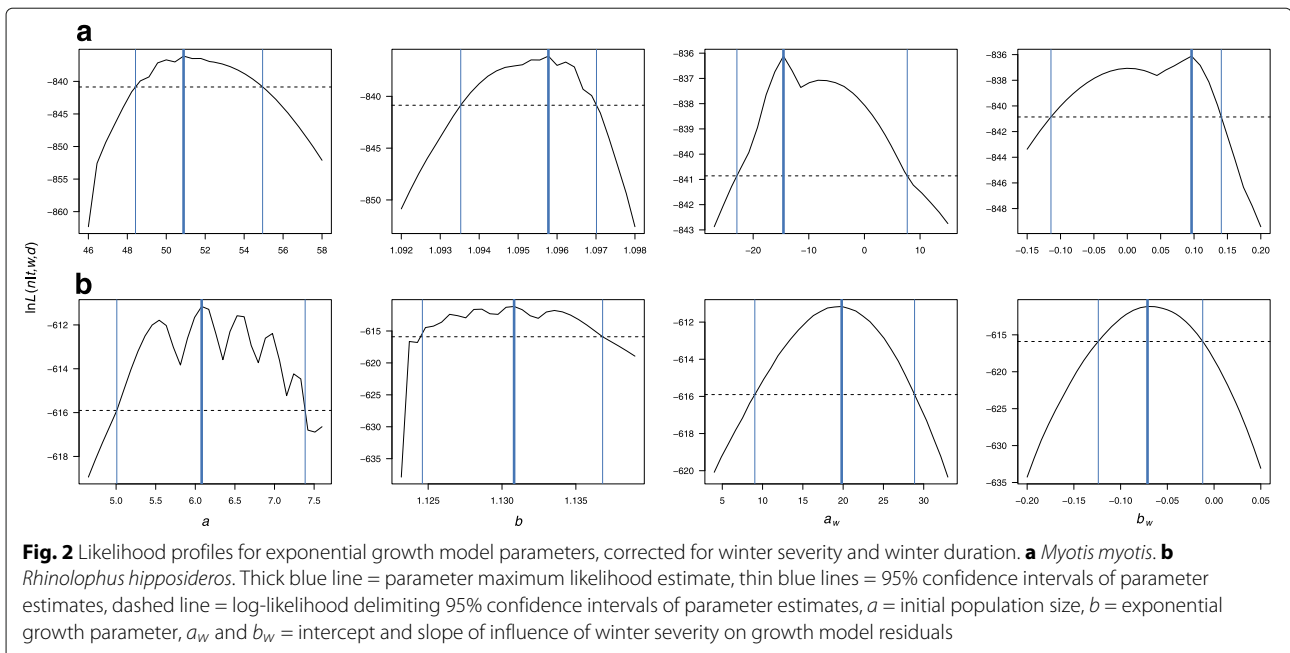 a
−840
−845
−850
−855
−860
46 48 50 52 54 56 58
−840
−845
−850
1.092 1.093 1.094 1.095 1.096 1.097 1.098
−836
−837
−838
−839
−840
−841
−842
−843
−20 −10 0 10
−836
−838
−840
−842
−844
−846
−848
−0.15 −0.10 −0.05 0.00 0.05 0.10 0.15 0.20
lnL(n|t,w,d)
b
−612
−614
−616
−618
5.0 5.5 6.0 6.5 7.0 7.5
a
−615
−620
−625
−630
−635
1.125 1.130 1.135
b
−612
−614
−616
−618
−620
5 10 15 20 25 30
a_w
−615
−620
−625
−630
−635
−0.20 −0.15 −0.10 −0.05 0.00 0.05
b_w
Fig. 2 Likelihood profiles for exponential growth model parameters, corrected for winter severity and winter duration. a Myotis myotis. b
Rhinolophus hipposideros. Thick blue line = parameter maximum likelihood estimate, thin blue lines = 95% confidence intervals of parameter
estimates, dashed line = log-likelihood delimiting 95% confidence intervals of parameter estimates, a = initial population size, b = exponential
growth parameter, a_w and b_w = intercept and slope of influence of winter severity on growth model residuals